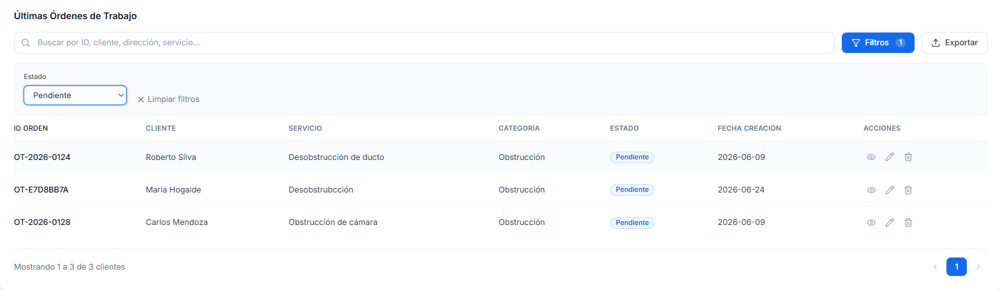 Últimas Órdenes de Trabajo
Buscar por ID, cliente, dirección, servicio...
Filtros 1
Exportar
Estado
Pendiente
Limpiar filtros
ID ORDEN CLIENTE SERVICIO CATEGORÍA ESTADO FECHA CREACIÓN ACCIONES
OT-2026-0124 Roberto Silva Desobstrucción de ducto Obstrucción Pendiente 2026-06-09
OT-E7D8BB7A Maria Hogalde Desobstrubcción Obstrucción Pendiente 2026-06-24
OT-2026-0128 Carlos Mendoza Obstrucción de cámara Obstrucción Pendiente 2026-06-09
Mostrando 1 a 3 de 3 clientes
1